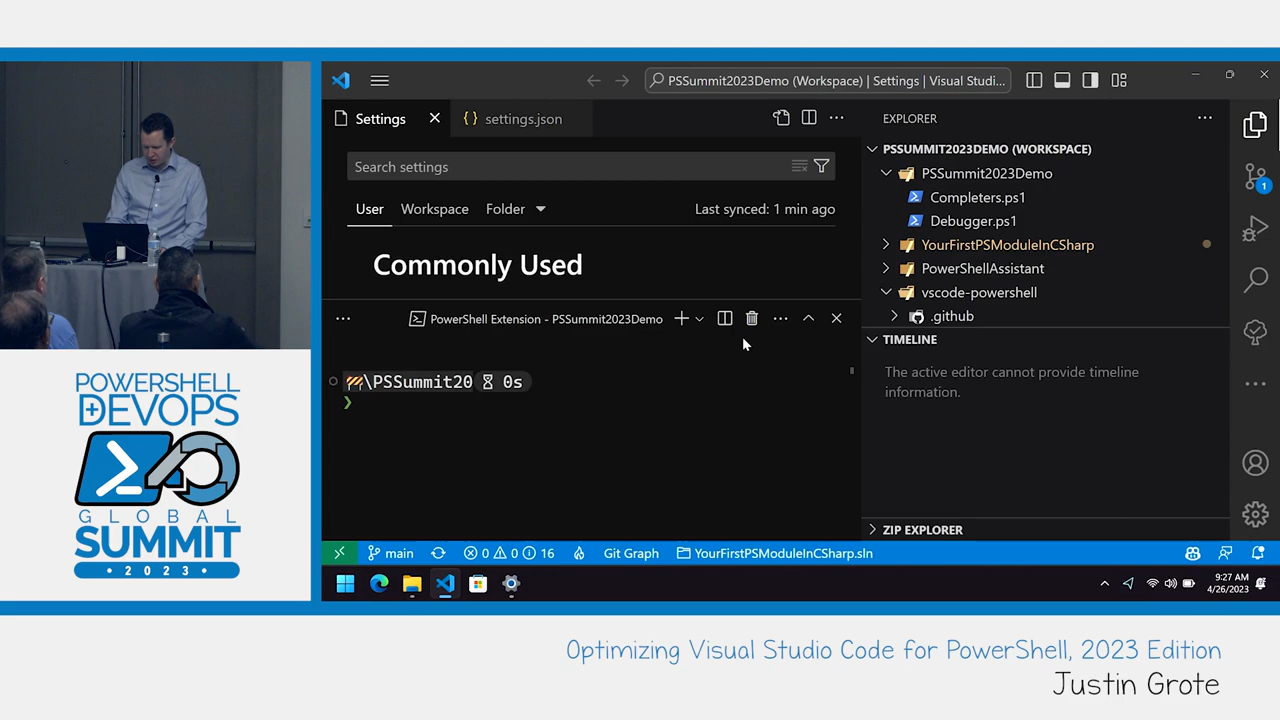 PSSummit2023Demo (Workspace) | Settings | Visual Studi...
Settings
settings.json
Search settings
User Workspace Folder Last synced: 1 min ago
Commonly Used
PowerShell Extension - PSSummit2023Demo
\PSSummit20 0s
❯
EXPLORER
PSSUMMIT2023DEMO (WORKSPACE)
PSSummit2023Demo
Completers.ps1
Debugger.ps1
YourFirstPSModuleInCSharp
PowerShellAssistant
vscode-powershell
.github
TIMELINE
The active editor cannot provide timeline
information.
ZIP EXPLORER
1
main 0 0 16 Git Graph YourFirstPSModuleInCSharp.sln
9:27 AM
4/26/2023
POWERSHELL
+DEVOPS
GLOBAL
SUMMIT
• 2023 •
Optimizing Visual Studio Code for PowerShell, 2023 Edition
Justin Grote